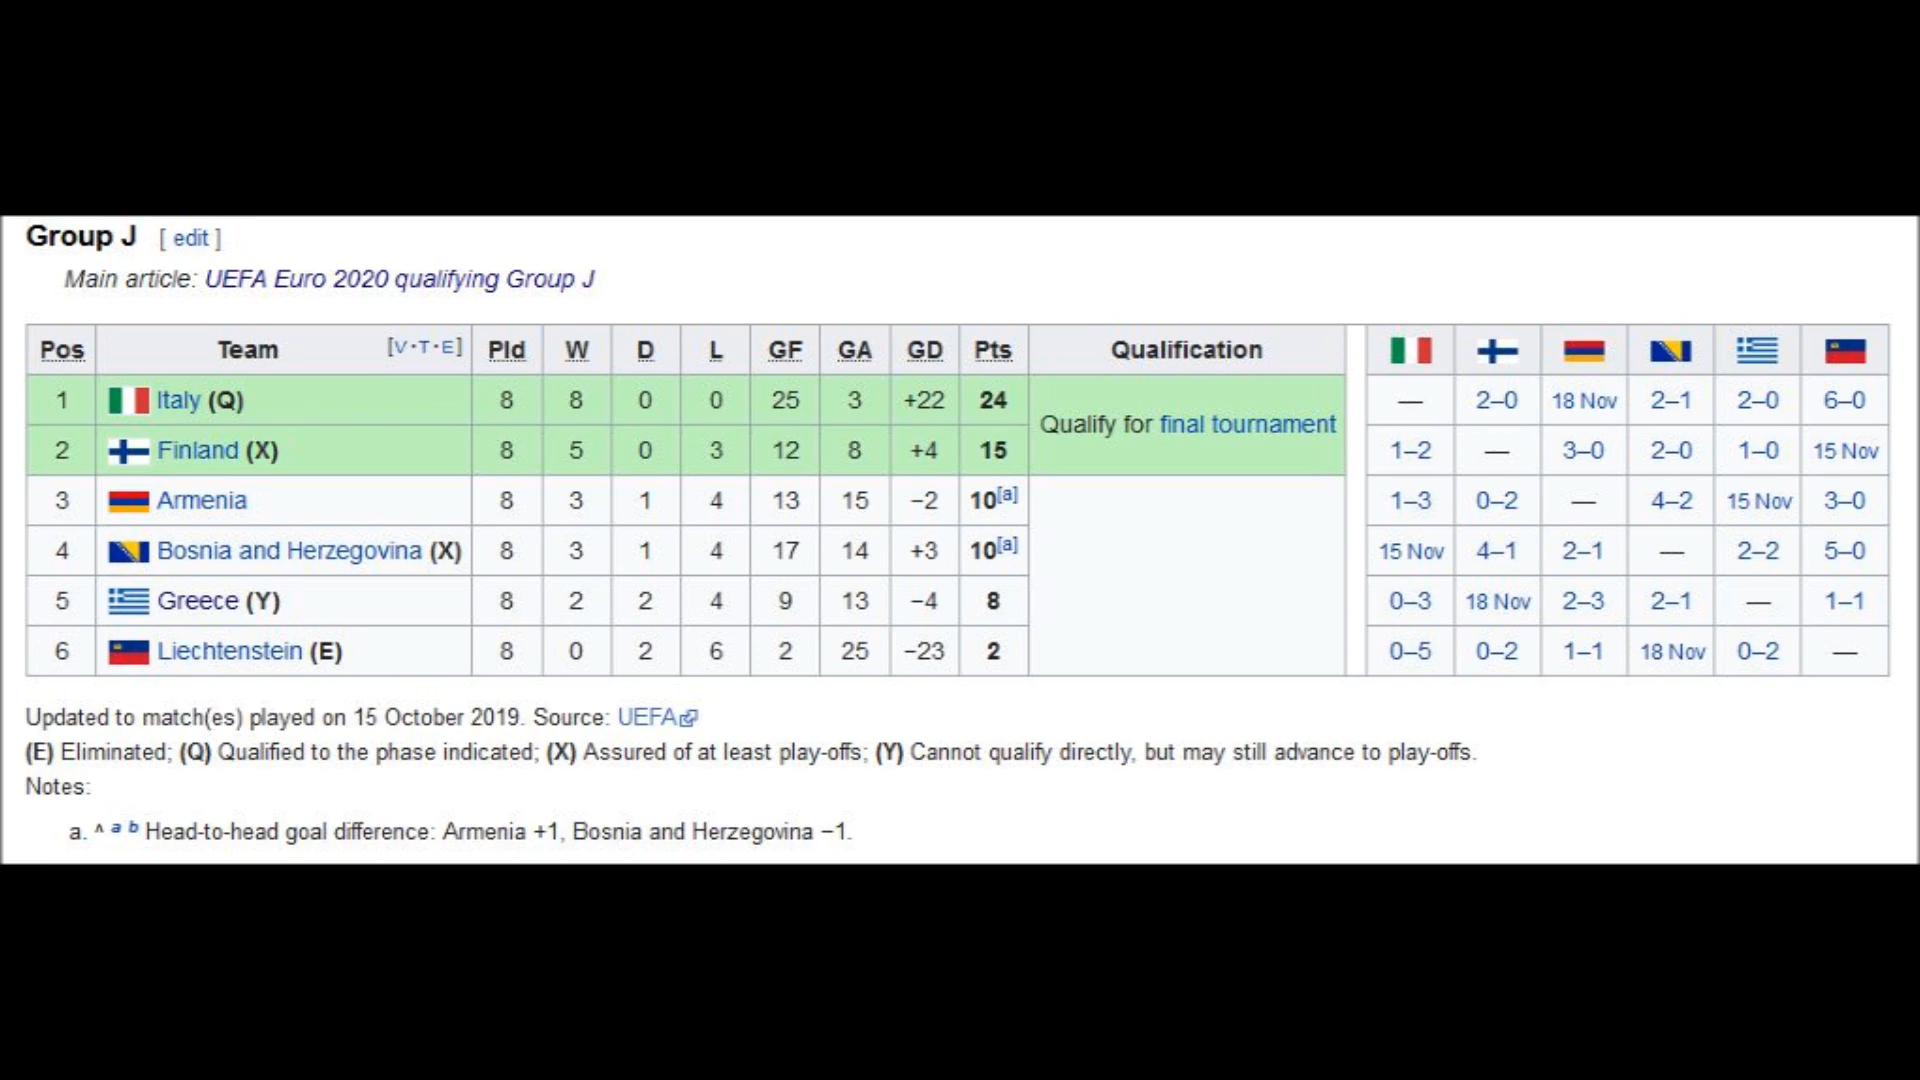 Group J [ edit ]
Main article: UEFA Euro 2020 qualifying Group J
Pos Team [V·T·E] Pld W D L GF GA GD Pts Qualification
1 Italy (Q) 8 8 0 0 25 3 +22 24 Qualify for final tournament — 2–0 18 Nov 2–1 2–0 6–0
2 Finland (X) 8 5 0 3 12 8 +4 15 1–2 — 3–0 2–0 1–0 15 Nov
3 Armenia 8 3 1 4 13 15 −2 10[a] 1–3 0–2 — 4–2 15 Nov 3–0
4 Bosnia and Herzegovina (X) 8 3 1 4 17 14 +3 10[a] 15 Nov 4–1 2–1 — 2–2 5–0
5 Greece (Y) 8 2 2 4 9 13 −4 8 0–3 18 Nov 2–3 2–1 — 1–1
6 Liechtenstein (E) 8 0 2 6 2 25 −23 2 0–5 0–2 1–1 18 Nov 0–2 —
Updated to match(es) played on 15 October 2019. Source: UEFA
(E) Eliminated; (Q) Qualified to the phase indicated; (X) Assured of at least play-offs; (Y) Cannot qualify directly, but may still advance to play-offs.
Notes:
a. ^ a b Head-to-head goal difference: Armenia +1, Bosnia and Herzegovina −1.